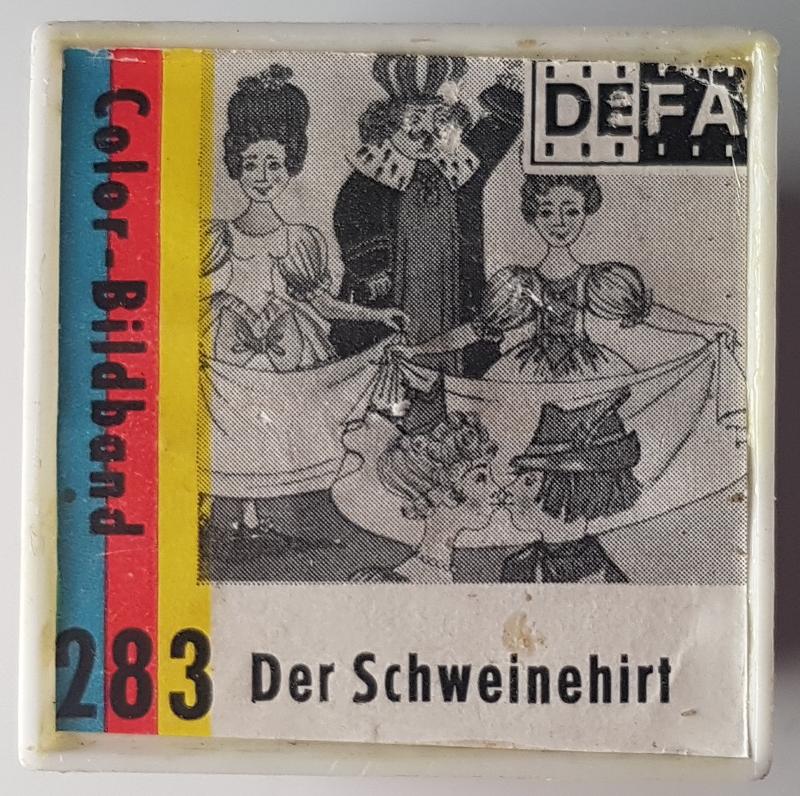 DEFA
Color-Bildband
283
Der Schweinehirt